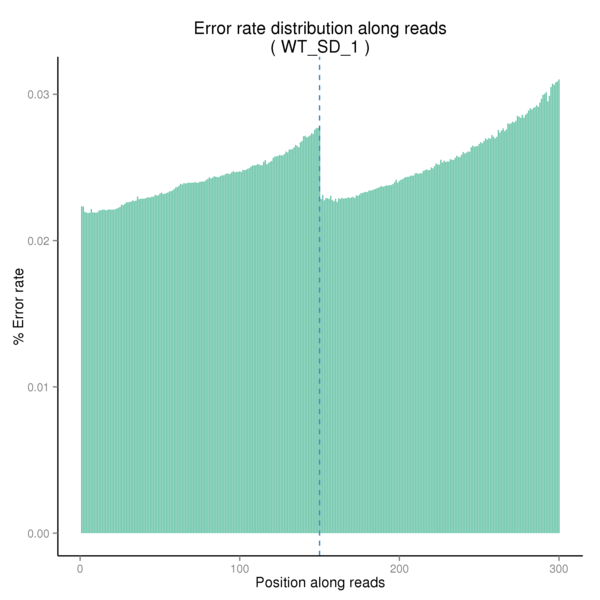 Error rate distribution along reads
( WT_SD_1 )
% Error rate
0.03
0.02
0.01
0.00
0
100
200
300
Position along reads